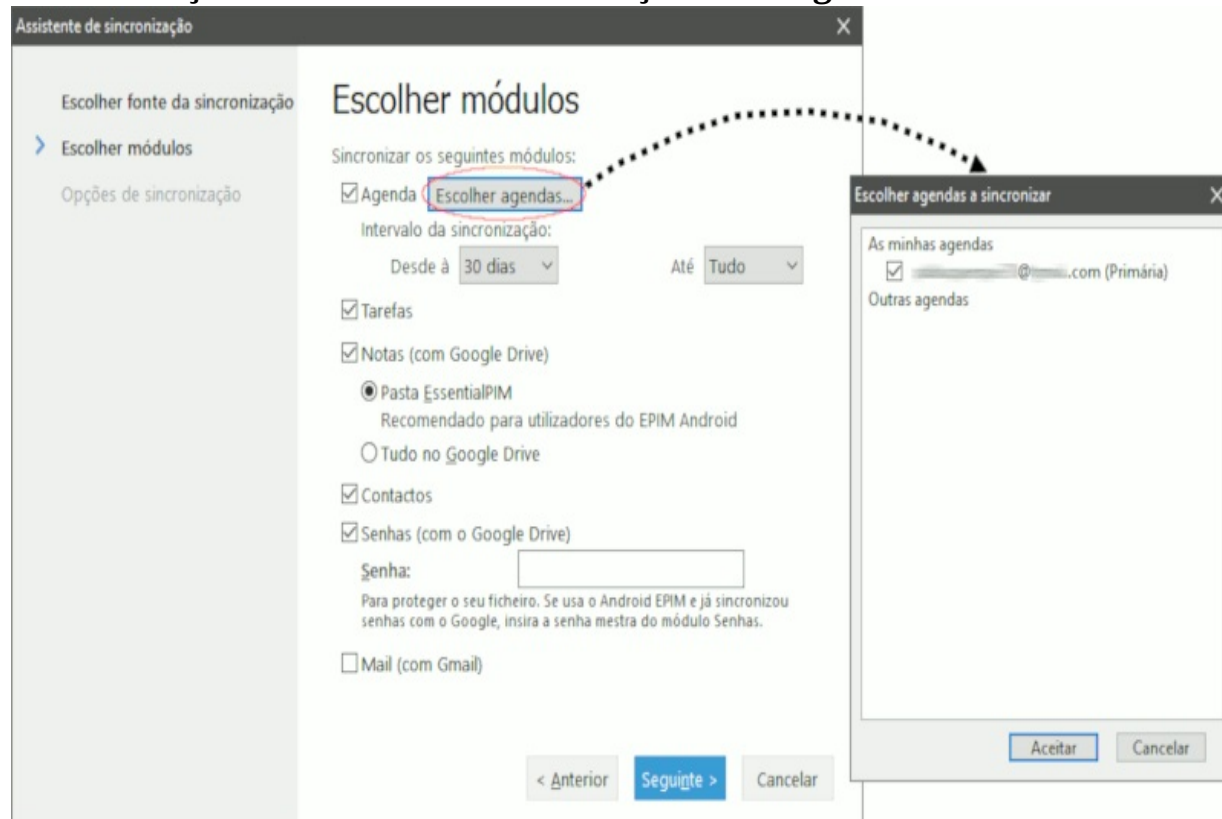 Assistente de sincronização
Escolher fonte da sincronização
Escolher módulos
Opções de sincronização
Escolher módulos
Sincronizar os seguintes módulos:
Agenda Escolher agendas...
Intervalo da sincronização:
Desde à 30 dias Até Tudo
Tarefas
Notas (com Google Drive)
Pasta EssentialPIM
Recomendado para utilizadores do EPIM Android
Tudo no Google Drive
Contactos
Senhas (com o Google Drive)
Senha:
Para proteger o seu ficheiro. Se usa o Android EPIM e já sincronizou
senhas com o Google, insira a senha mestra do módulo Senhas.
Mail (com Gmail)
< Anterior Seguinte > Cancelar
Escolher agendas a sincronizar
As minhas agendas
@ .com (Primária)
Outras agendas
Aceitar Cancelar